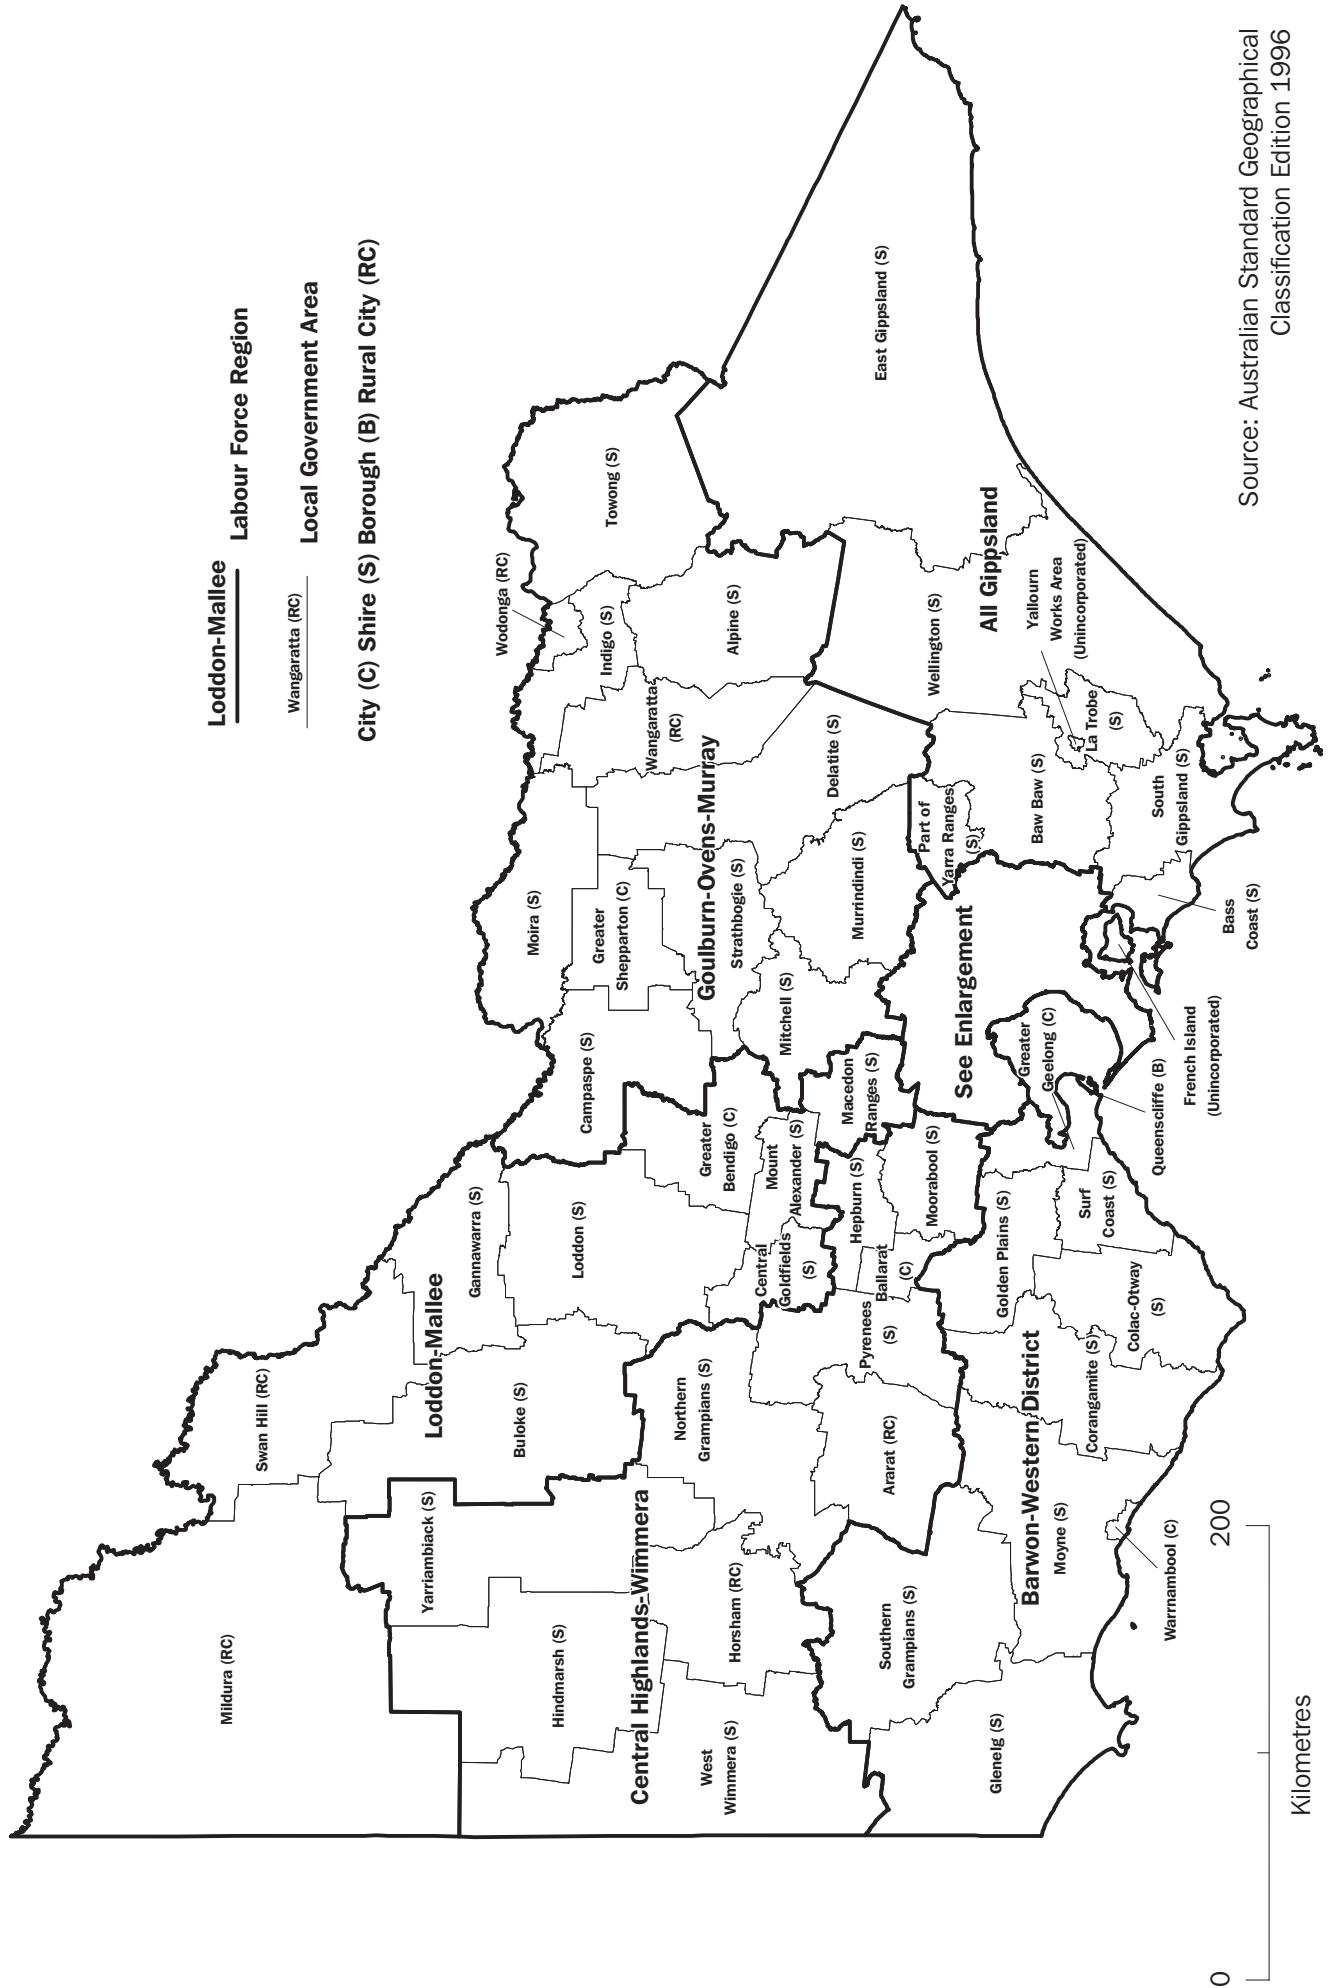 Loddon-Mallee
Labour Force Region
Wangaratta (RC)
Local Government Area
City (C) Shire (S) Borough (B) Rural City (RC)
Mildura (RC)
Swan Hill (RC)
Yarriambiack (S)
Loddon-Mallee
Gannawarra (S)
Buloke (S)
Loddon (S)
Hindmarsh (S)
Campaspe (S)
Moira (S)
Wodonga (RC)
Towong (S)
Indigo (S)
Greater
Shepparton (C)
Wangaratta
(RC)
Alpine (S)
Central Highlands-Wimmera
West
Wimmera (S)
Horsham (RC)
Northern
Grampians (S)
Greater
Bendigo (C)
Goulburn-Ovens-Murray
Strathbogie (S)
Central
Goldfields
(S)
Mount
Alexander (S)
Mitchell (S)
Delatite (S)
Murrindindi (S)
Macedon
Ranges (S)
Hepburn (S)
Pyrenees
(S)
Ballarat
(C)
Moorabool (S)
Ararat (RC)
Southern
Grampians (S)
East Gippsland (S)
Part of
Yarra Ranges
(S)
Wellington (S)
All Gippsland
See Enlargement
Glenelg (S)
Barwon-Western District
Moyne (S)
Golden Plains (S)
Greater
Geelong (C)
Baw Baw (S)
Yallourn
Works Area
(Unincorporated)
La Trobe
(S)
Corangamite (S)
Colac-Otway
(S)
Surf
Coast (S)
South
Gippsland (S)
Warrnambool (C)
Queenscliffe (B)
French Island
(Unincorporated)
Bass
Coast (S)
0
200
Kilometres
Source: Australian Standard Geographical
Classification Edition 1996